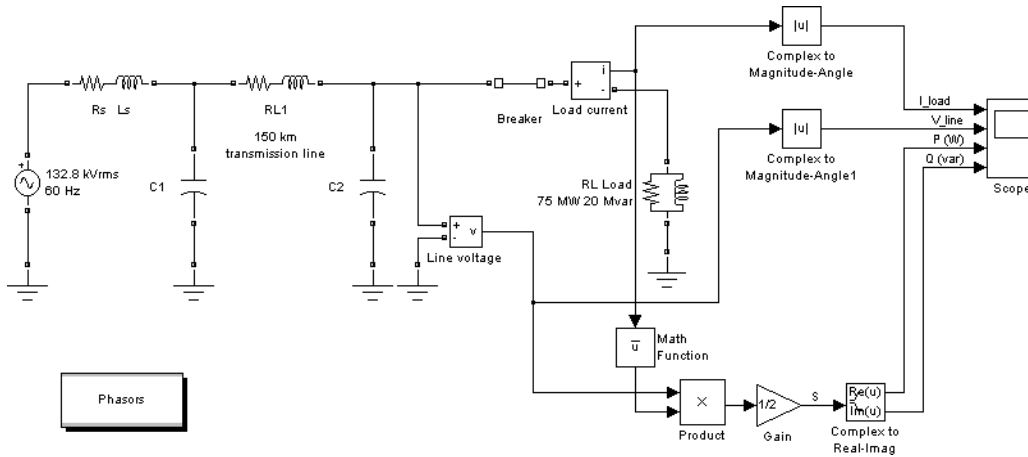 |u|
Complex to
Magnitude-Angle
I_load
V_line
P (W)
Q (var)
Scope
|u|
Complex to
Magnitude-Angle1
Rs Ls
RL1
150 km
transmission line
Breaker
+
i
-
Load current
+
132.8 kVrms
60 Hz
C1
C2
RL Load
75 MW 20 Mvar
+
-
v
Line voltage
u
Math
Function
Phasors
×
Product
1/2
Gain
S
Re(u)
Im(u)
Complex to
Real-Imag